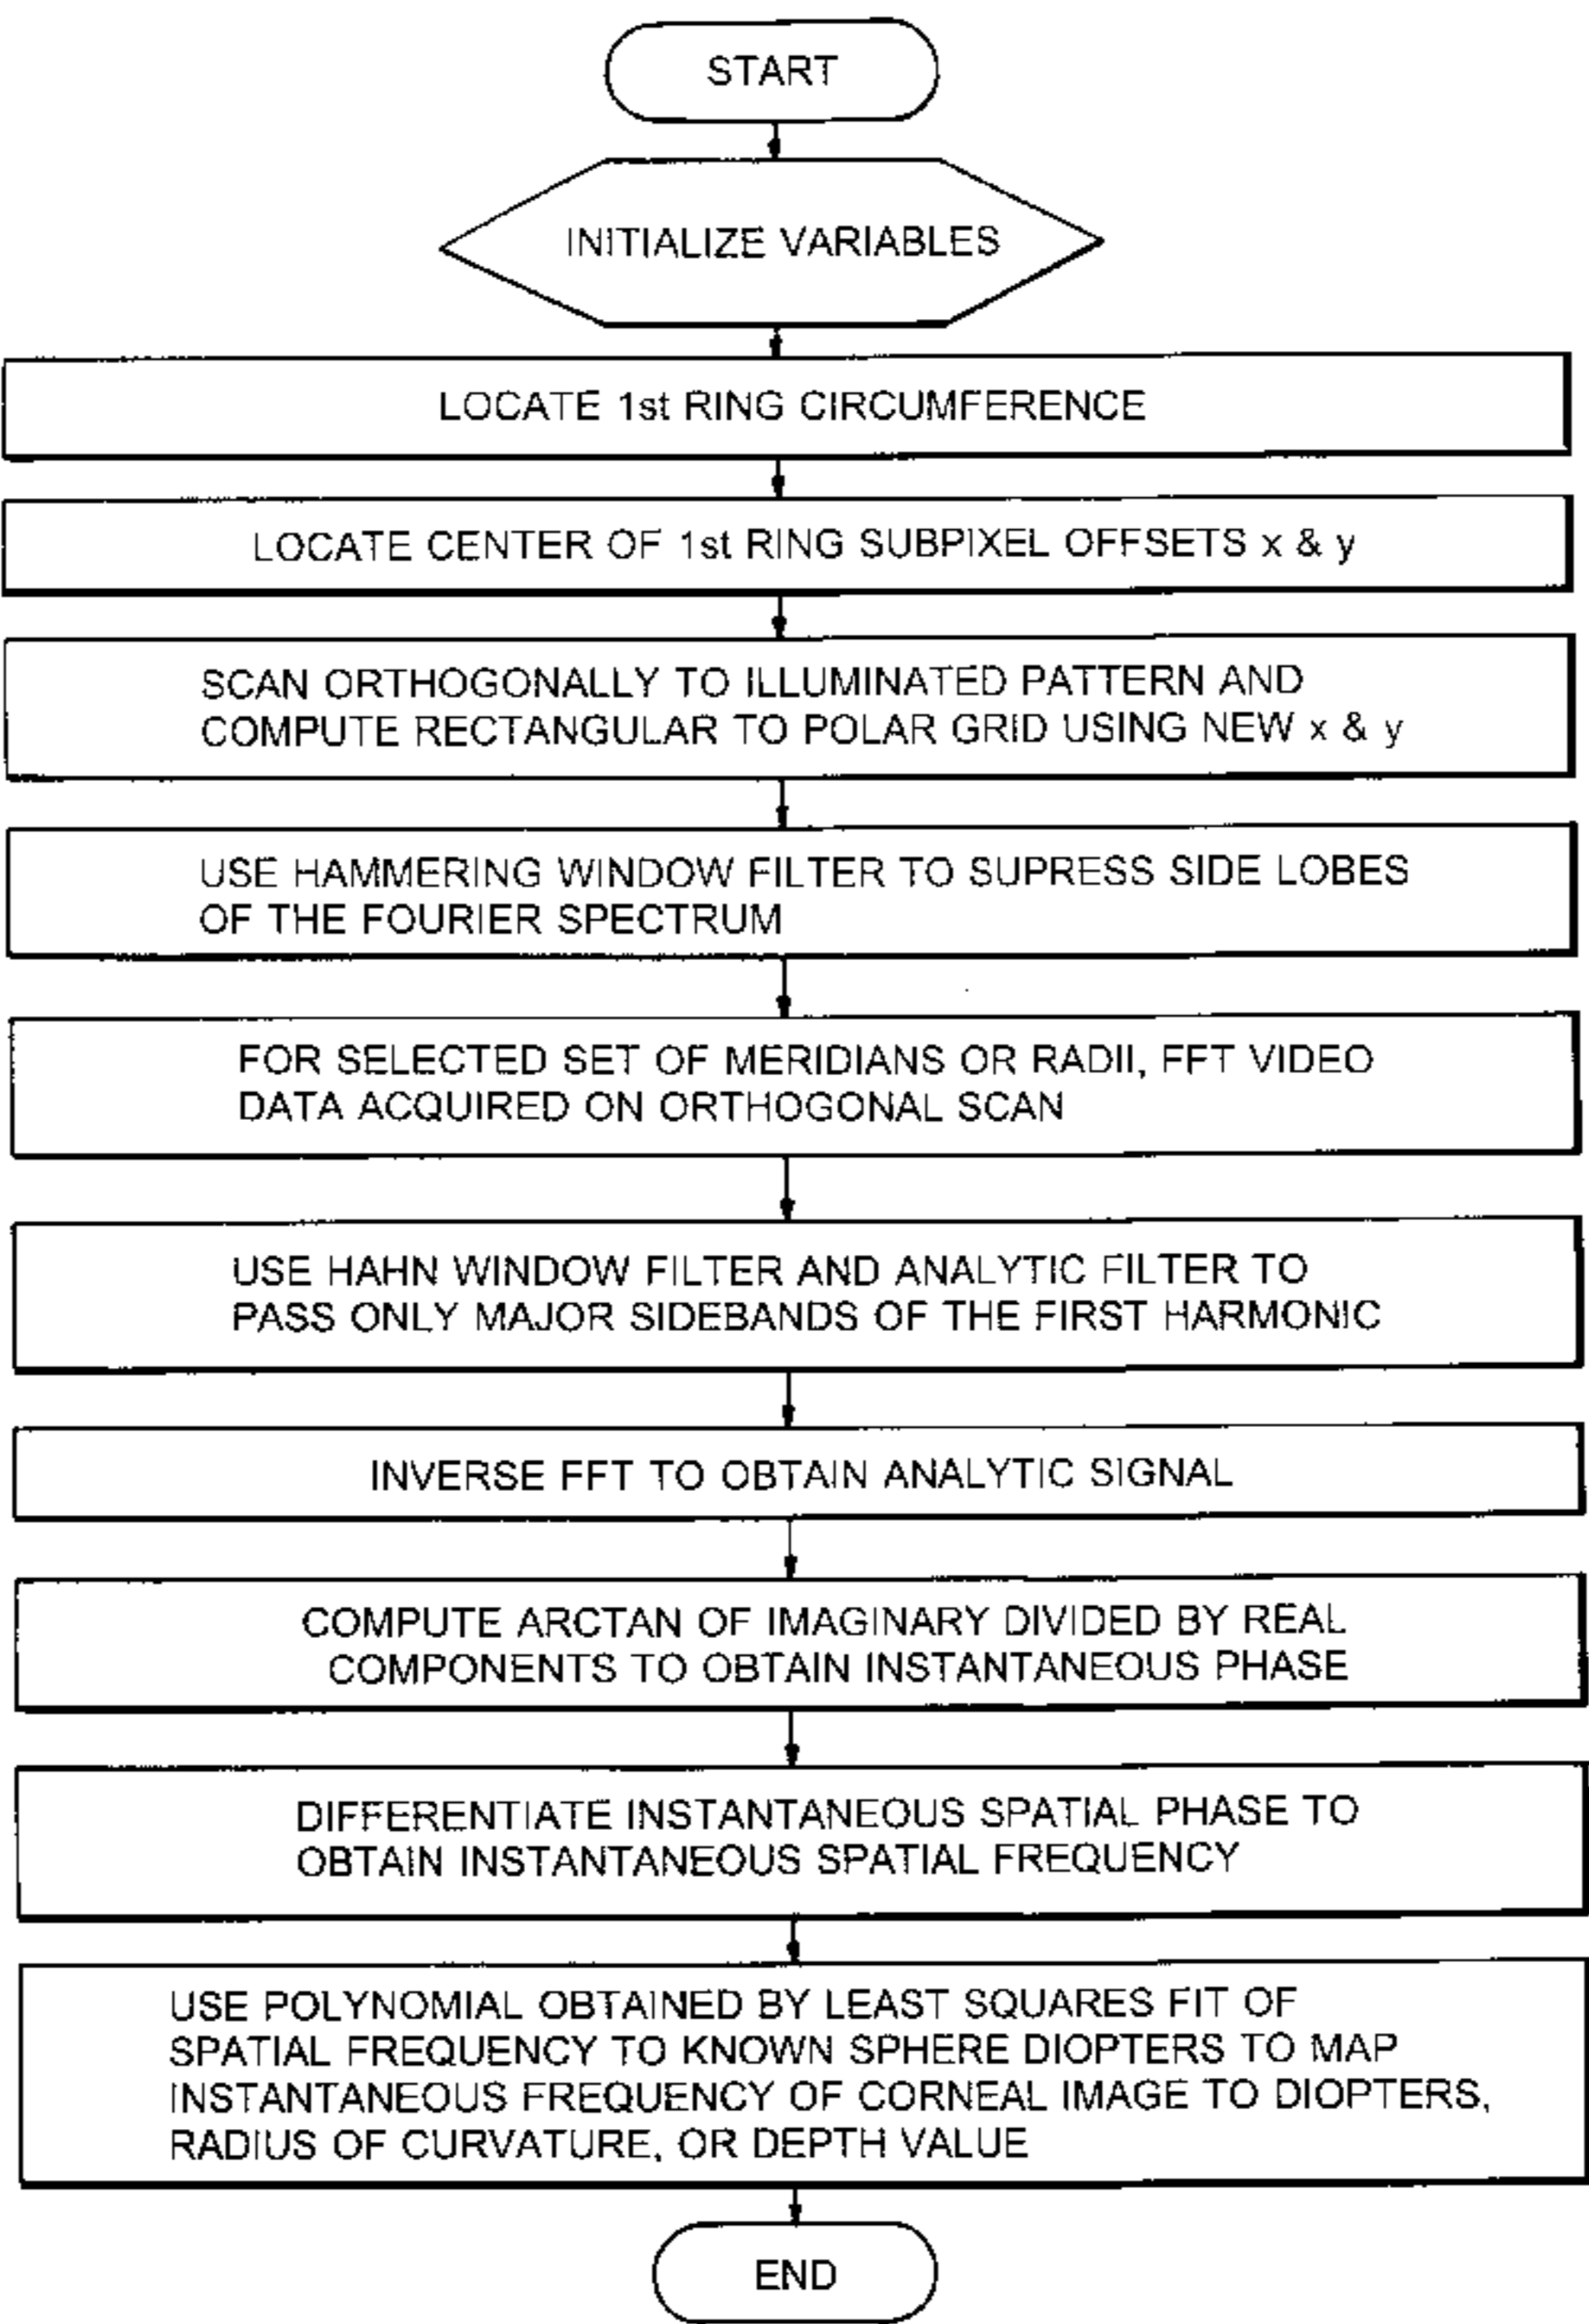 START
INITIALIZE VARIABLES
LOCATE 1st RING CIRCUMFERENCE
LOCATE CENTER OF 1st RING SUBPIXEL OFFSETS x & y
SCAN ORTHOGONALLY TO ILLUMINATED PATTERN AND
COMPUTE RECTANGULAR TO POLAR GRID USING NEW x & y
USE HAMMERING WINDOW FILTER TO SUPRESS SIDE LOBES
OF THE FOURIER SPECTRUM
FOR SELECTED SET OF MERIDIANS OR RADII, FFT VIDEO
DATA ACQUIRED ON ORTHOGONAL SCAN
USE HAHN WINDOW FILTER AND ANALYTIC FILTER TO
PASS ONLY MAJOR SIDEBANDS OF THE FIRST HARMONIC
INVERSE FFT TO OBTAIN ANALYTIC SIGNAL
COMPUTE ARCTAN OF IMAGINARY DIVIDED BY REAL
COMPONENTS TO OBTAIN INSTANTANEOUS PHASE
DIFFERENTIATE INSTANTANEOUS SPATIAL PHASE TO
OBTAIN INSTANTANEOUS SPATIAL FREQUENCY
USE POLYNOMIAL OBTAINED BY LEAST SQUARES FIT OF
SPATIAL FREQUENCY TO KNOWN SPHERE DIOPTERS TO MAP
INSTANTANEOUS FREQUENCY OF CORNEAL IMAGE TO DIOPTERS,
RADIUS OF CURVATURE, OR DEPTH VALUE
END